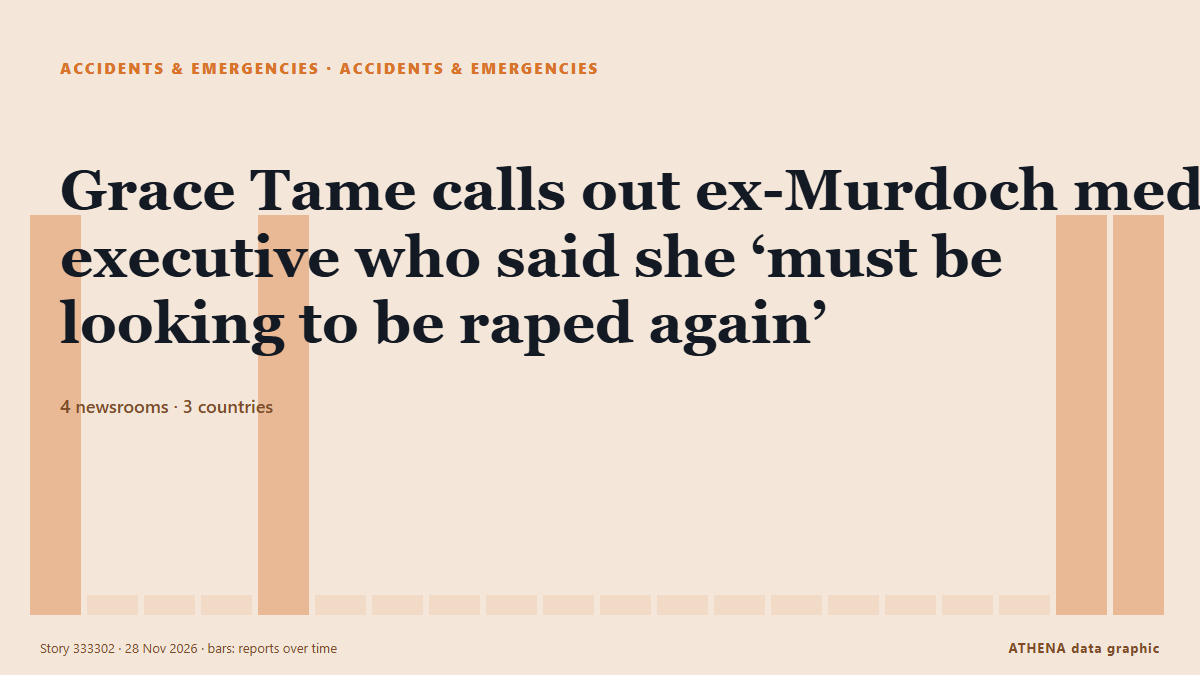 ACCIDENTS & EMERGENCIES · ACCIDENTS & EMERGENCIES
Grace Tame calls out ex-Murdoch med
executive who said she ‘must be
looking to be raped again’
4 newsrooms · 3 countries
Story 333302 · 28 Nov 2026 · bars: reports over time
ATHENA data graphic